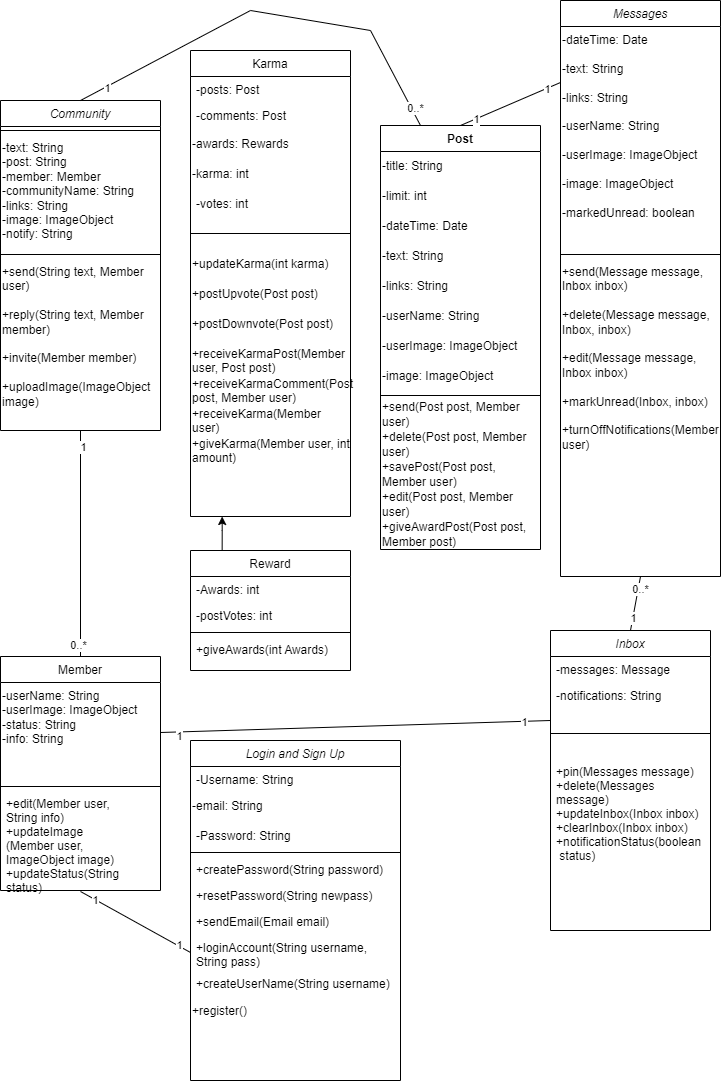 Community
-text: String
-post: String
-member: Member
-communityName: String
-links: String
-image: ImageObject
-notify: String
+send(String text, Member
user)
+reply(String text, Member
member)
+invite(Member member)
+uploadImage(ImageObject
image)
1
0..*
Karma
-posts: Post
-comments: Post
-awards: Rewards
-karma: int
-votes: int
+updateKarma(int karma)
+postUpvote(Post post)
+postDownvote(Post post)
+receiveKarmaPost(Member
user, Post post)
+receiveKarmaComment(Post
post, Member user)
+receiveKarma(Member
user)
+giveKarma(Member user, int
amount)
Post
-title: String
-limit: int
-dateTime: Date
-text: String
-links: String
-userName: String
-userImage: ImageObject
-image: ImageObject
+send(Post post, Member
user)
+delete(Post post, Member
user)
+savePost(Post post,
Member user)
+edit(Post post, Member
user)
+giveAwardPost(Post post,
Member post)
1
1
Messages
-dateTime: Date
-text: String
-links: String
-userName: String
-userImage: ImageObject
-image: ImageObject
-markedUnread: boolean
+send(Message message,
Inbox inbox)
+delete(Message message,
Inbox, inbox)
+edit(Message message,
Inbox inbox)
+markUnread(Inbox, inbox)
+turnOffNotifications(Member
user)
0..*
1
Reward
-Awards: int
-postVotes: int
+giveAwards(int Awards)
1
0..*
Member
-userName: String
-userImage: ImageObject
-status: String
-info: String
+edit(Member user,
String info)
+updateImage
(Member user,
ImageObject image)
+updateStatus(String
status)
1
1
Inbox
-messages: Message
-notifications: String
+pin(Messages message)
+delete(Messages
message)
+updateInbox(Inbox inbox)
+clearInbox(Inbox inbox)
+notificationStatus(boolean
status)
1
1
Login and Sign Up
-Username: String
-email: String
-Password: String
+createPassword(String password)
+resetPassword(String newpass)
+sendEmail(Email email)
+loginAccount(String username,
String pass)
+createUserName(String username)
+register()